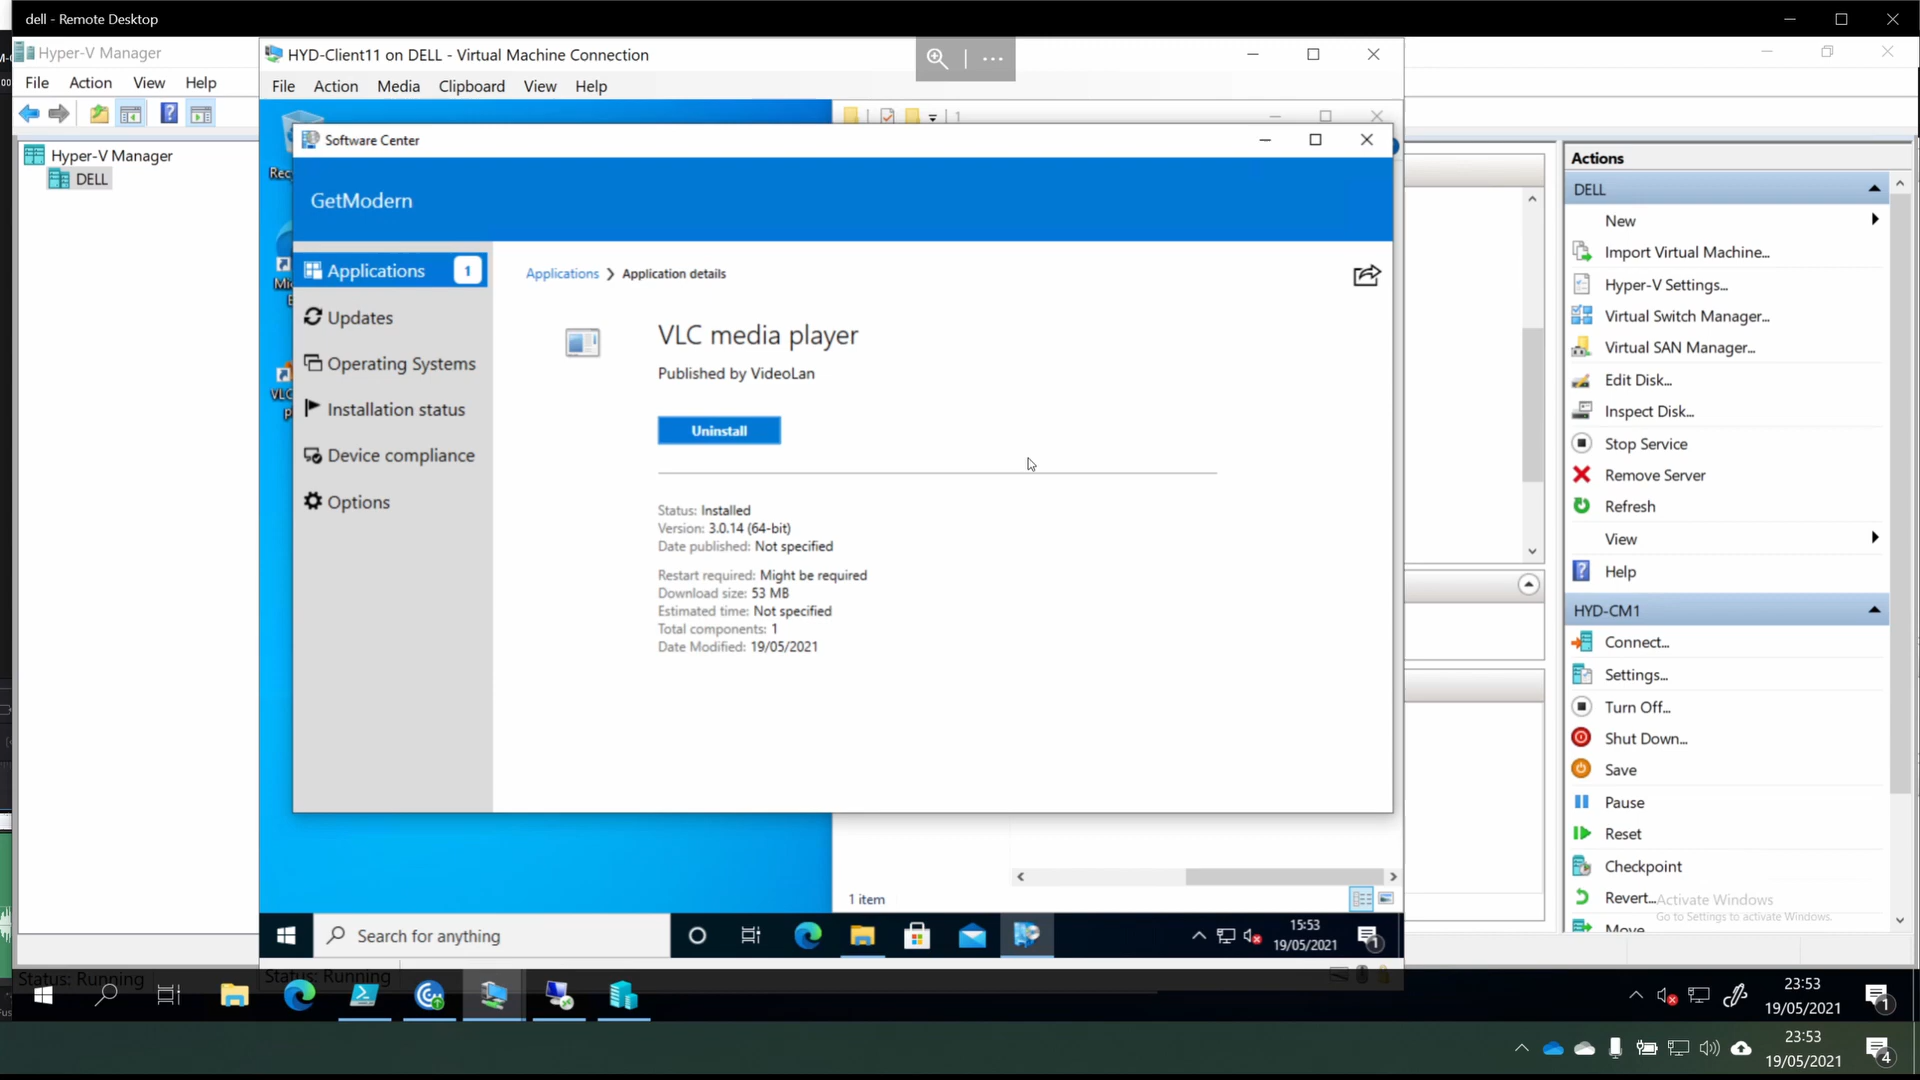 dell - Remote Desktop
Hyper-V Manager
File Action View Help
Hyper-V Manager
DELL
HYD-Client11 on DELL - Virtual Machine Connection
File Action Media Clipboard View Help
1
Software Center
GetModern
Applications 1
Updates
Operating Systems
Installation status
Device compliance
Options
Applications > Application details
VLC media player
Published by VideoLan
Uninstall
Status: Installed
Version: 3.0.14 (64-bit)
Date published: Not specified
Restart required: Might be required
Download size: 53 MB
Estimated time: Not specified
Total components: 1
Date Modified: 19/05/2021
1 item
Search for anything
15:53
19/05/2021
1
Status: Running
Status: Running
Actions
DELL
New
Import Virtual Machine...
Hyper-V Settings...
Virtual Switch Manager...
Virtual SAN Manager...
Edit Disk...
Inspect Disk...
Stop Service
Remove Server
Refresh
View
Help
HYD-CM1
Connect...
Settings...
Turn Off...
Shut Down...
Save
Pause
Reset
Checkpoint
Revert...
Move
Activate Windows
Go to Settings to activate Windows.
23:53
19/05/2021
1
23:53
19/05/2021
4